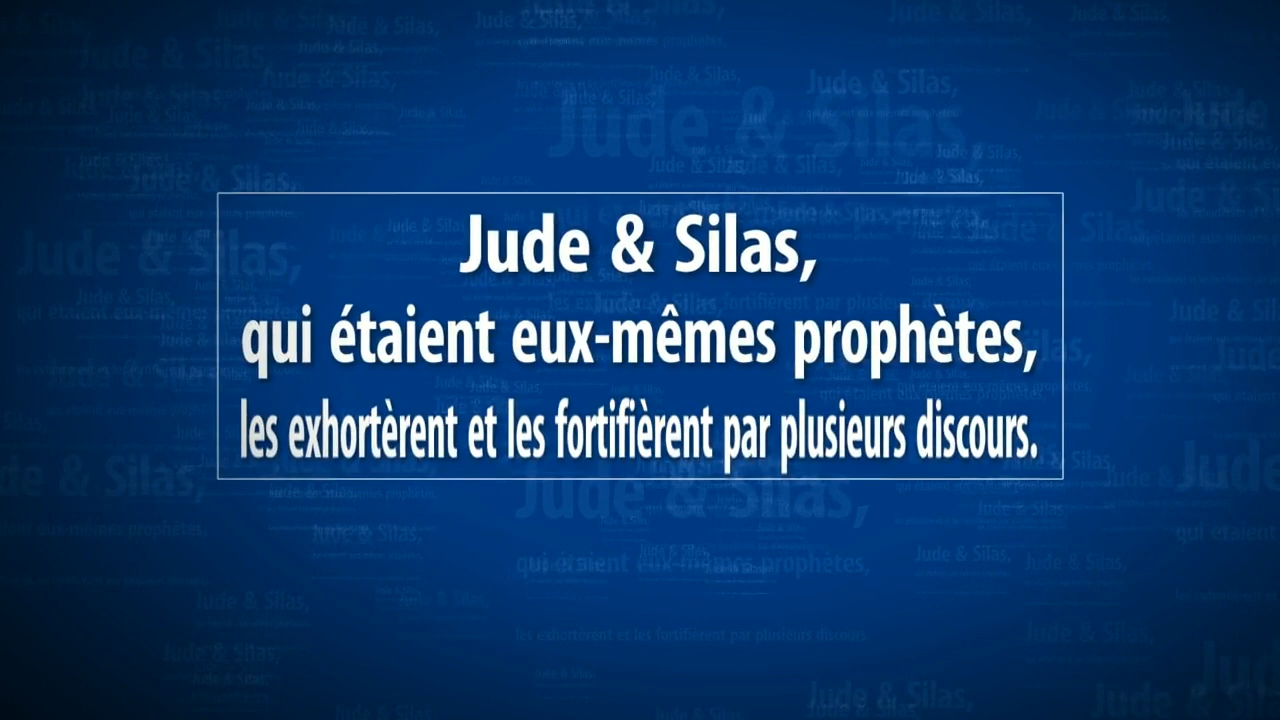 Jude & Silas,
qui étaient eux-mêmes prophètes,
les exhortèrent et les fortifièrent par plusieurs discours.